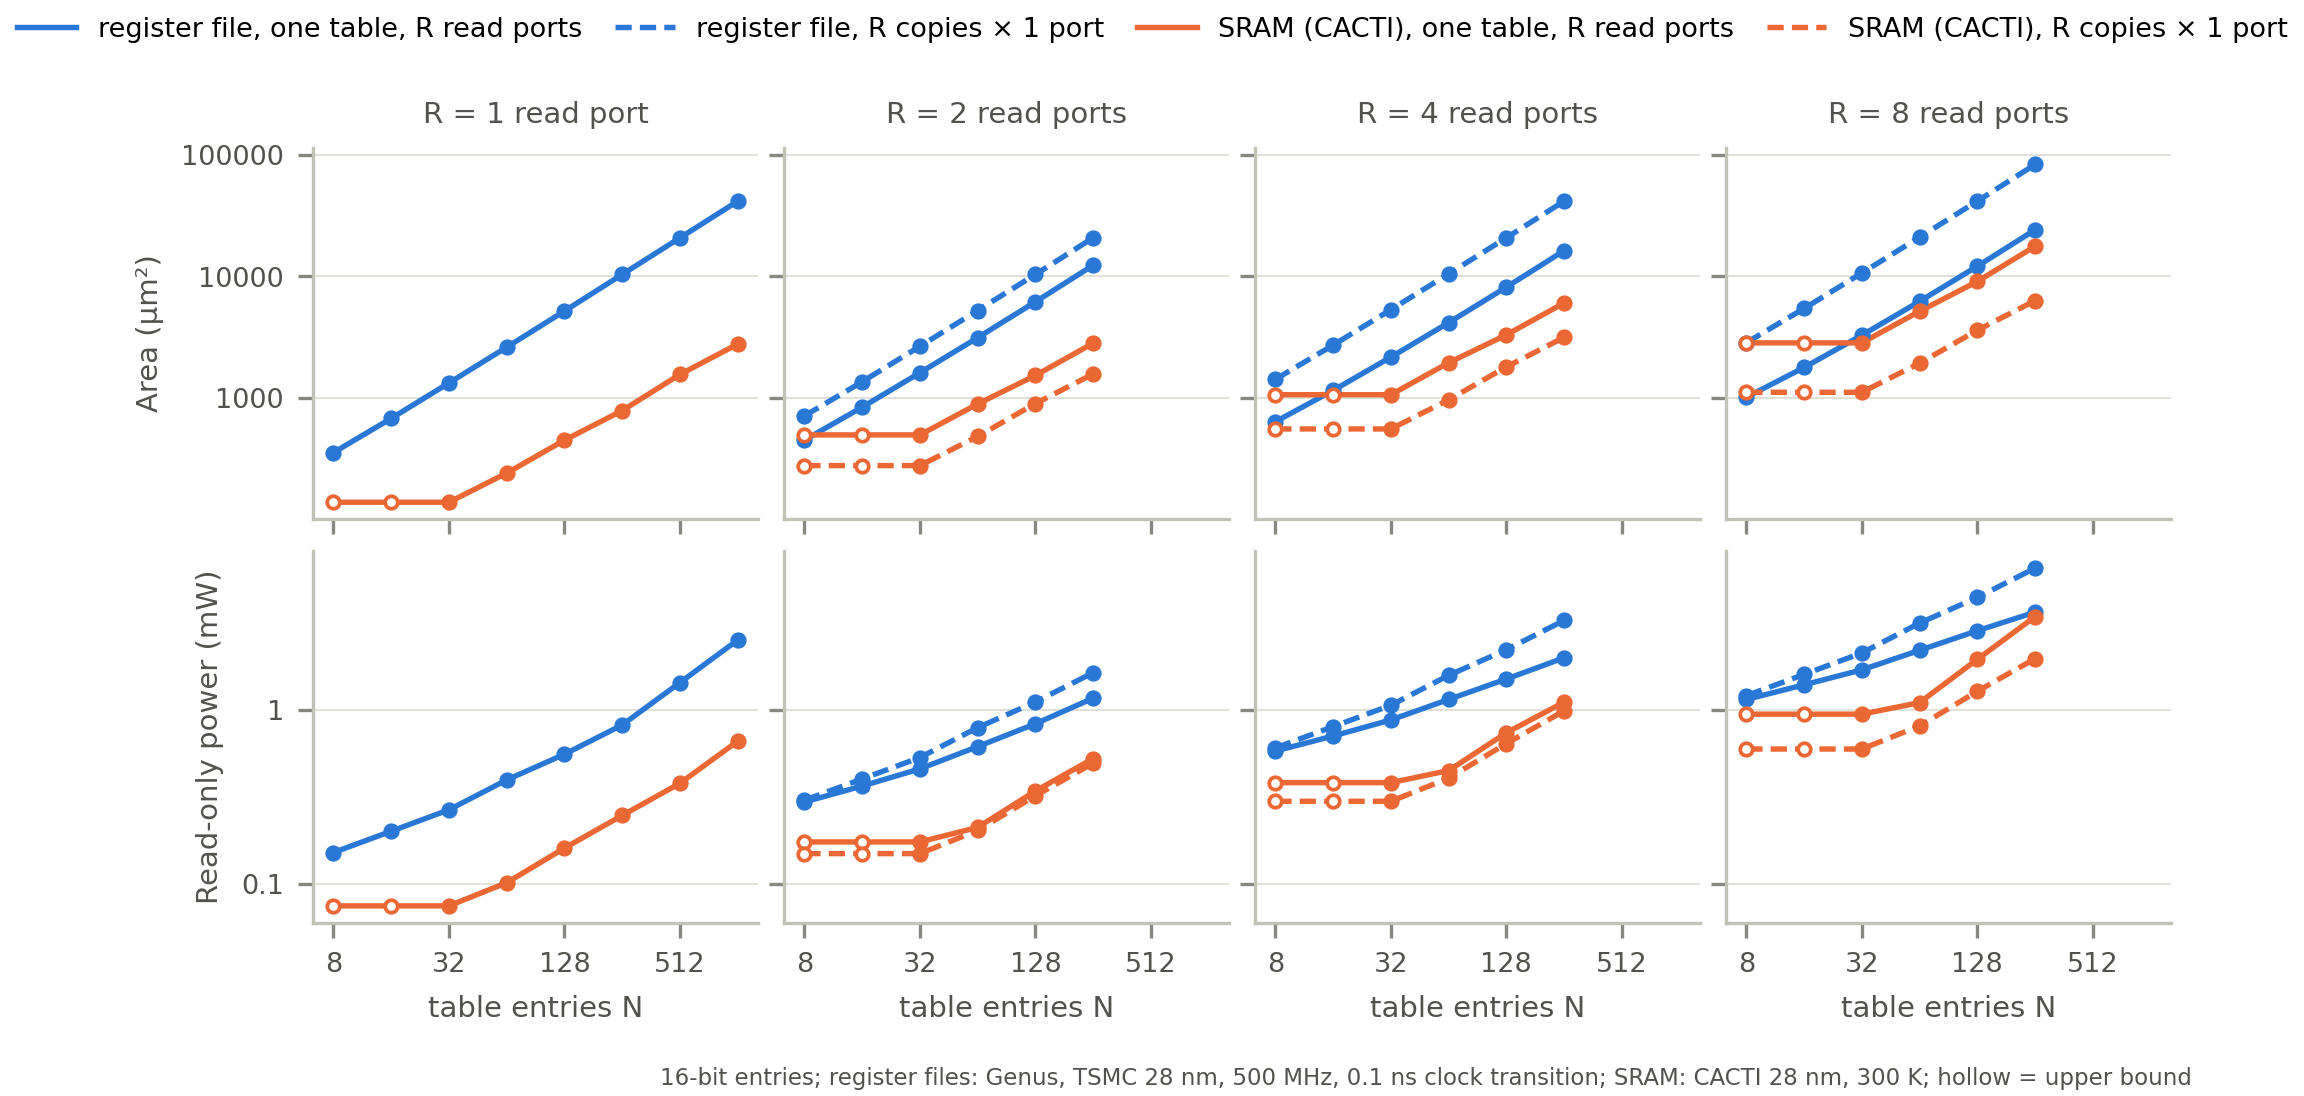 register file, one table, R read ports
register file, R copies × 1 port
SRAM (CACTI), one table, R read ports
SRAM (CACTI), R copies × 1 port
R = 1 read port
R = 2 read ports
R = 4 read ports
R = 8 read ports
Area (μm²)
100000
10000
1000
Read-only power (mW)
1
0.1
8 32 128 512
8 32 128 512
8 32 128 512
8 32 128 512
table entries N
table entries N
table entries N
table entries N
16-bit entries; register files: Genus, TSMC 28 nm, 500 MHz, 0.1 ns clock transition; SRAM: CACTI 28 nm, 300 K; hollow = upper bound